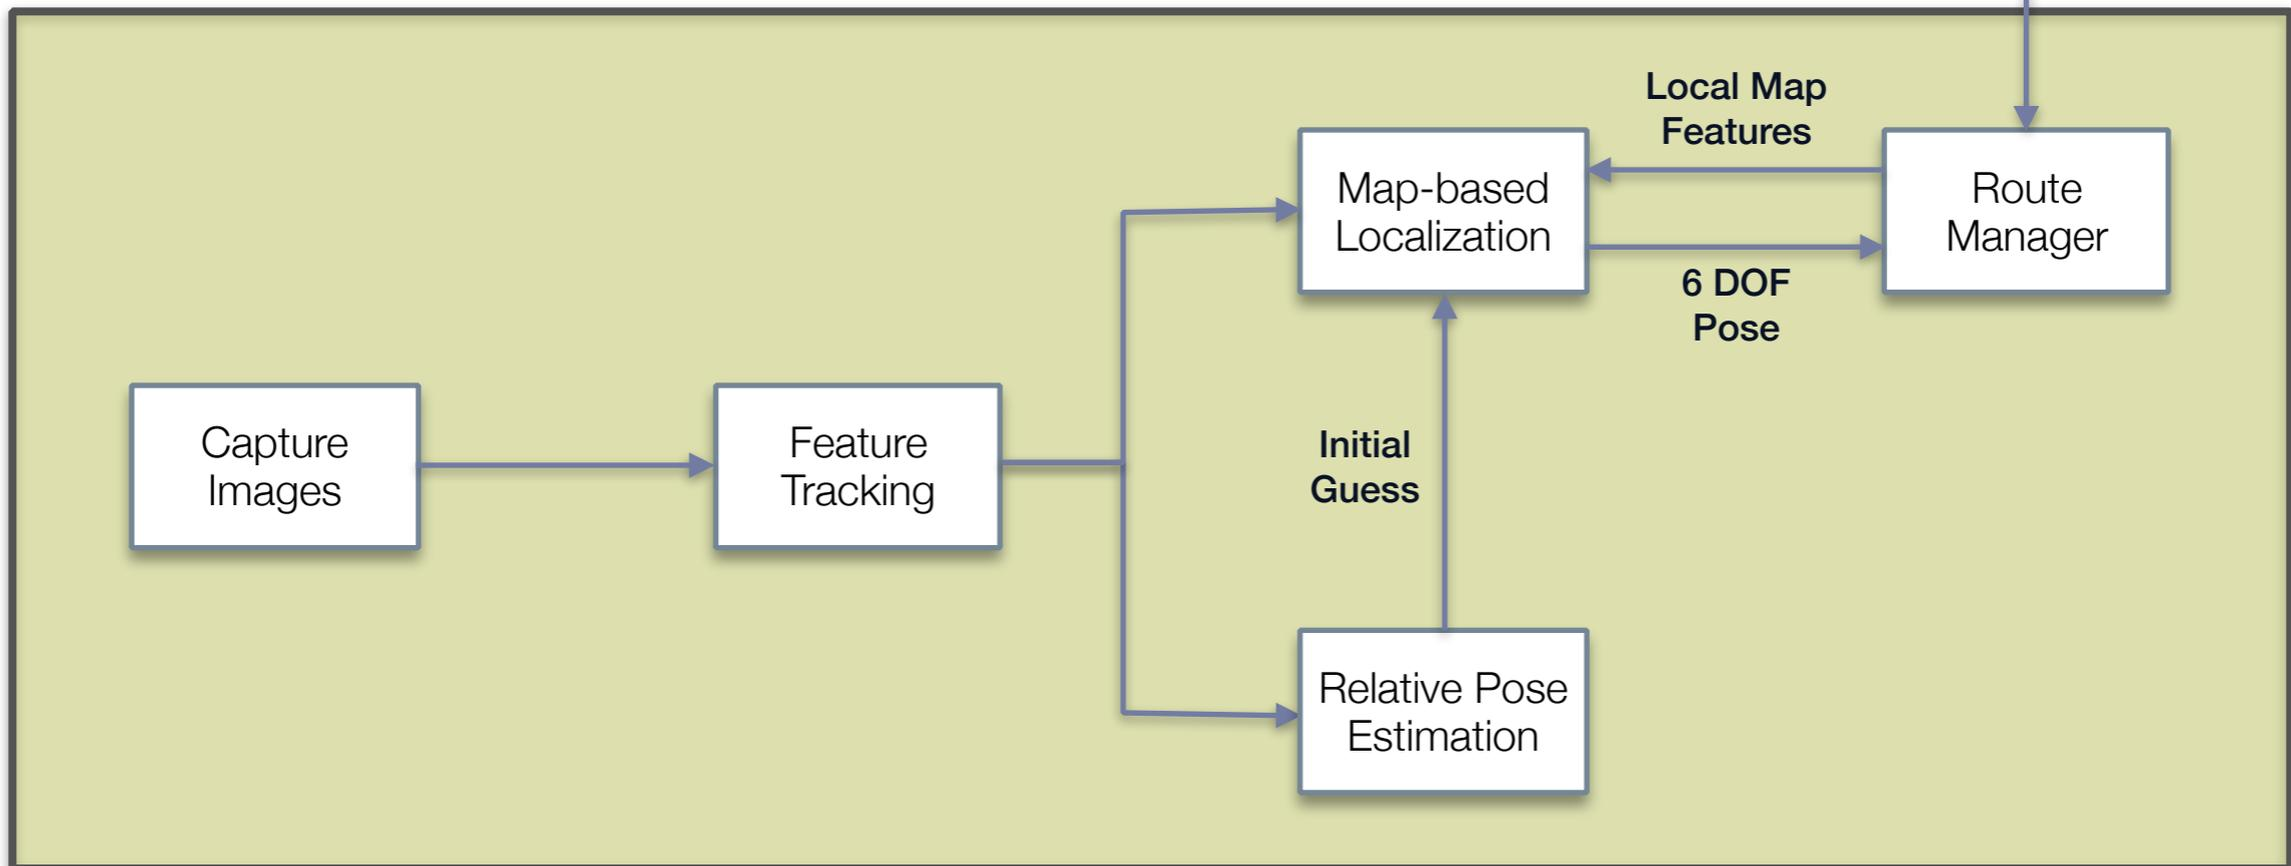 Local Map
Features
Map-based
Localization
Route
Manager
6 DOF
Pose
Capture
Images
Feature
Tracking
Initial
Guess
Relative Pose
Estimation